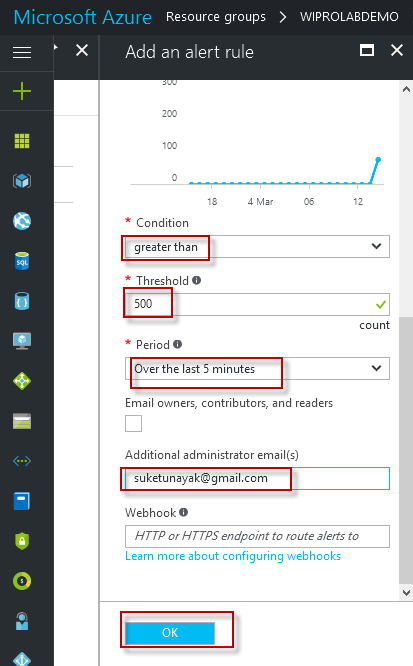 Microsoft Azure Resource groups > WIPROLABDEMO
Add an alert rule
300
200
100
0
18 4 Mar 06 12
* Condition
greater than
* Threshold
500
count
* Period
Over the last 5 minutes
Email owners, contributors, and readers
Additional administrator email(s)
suketunayak@gmail.com
Webhook
HTTP or HTTPS endpoint to route alerts to
Learn more about configuring webhooks
OK